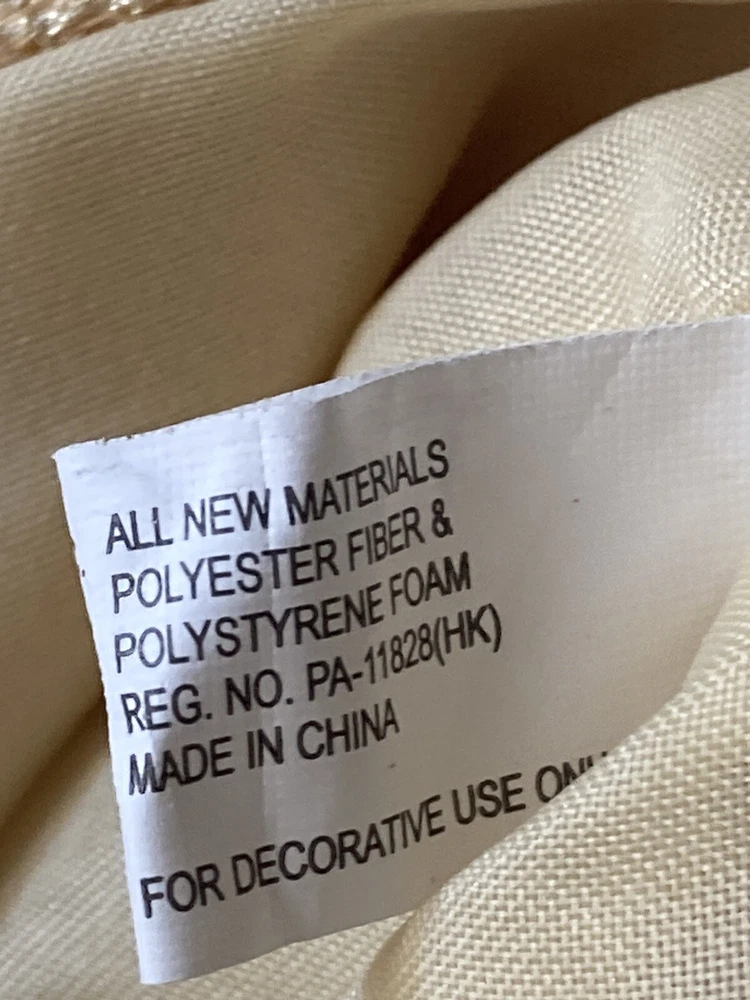 ALL NEW MATERIALS
POLYESTER FIBER &
POLYSTYRENE FOAM
REG. NO. PA-11828(HK)
MADE IN CHINA
FOR DECORATIVE USE